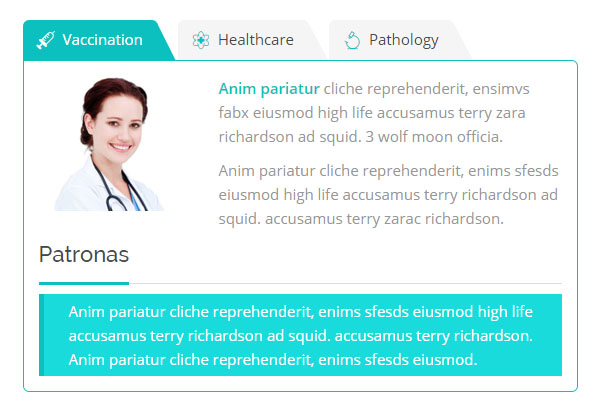 Vaccination
Healthcare
Pathology
Anim pariatur cliche reprehenderit, ensimvs
fabx eiusmod high life accusamus terry zara
richardson ad squid. 3 wolf moon officia.
Anim pariatur cliche reprehenderit, enims sfesds
eiusmod high life accusamus terry richardson ad
squid. accusamus terry zarac richardson.
Patronas
Anim pariatur cliche reprehenderit, enims sfesds eiusmod high life
accusamus terry richardson ad squid. accusamus terry richardson.
Anim pariatur cliche reprehenderit, enims sfesds eiusmod.